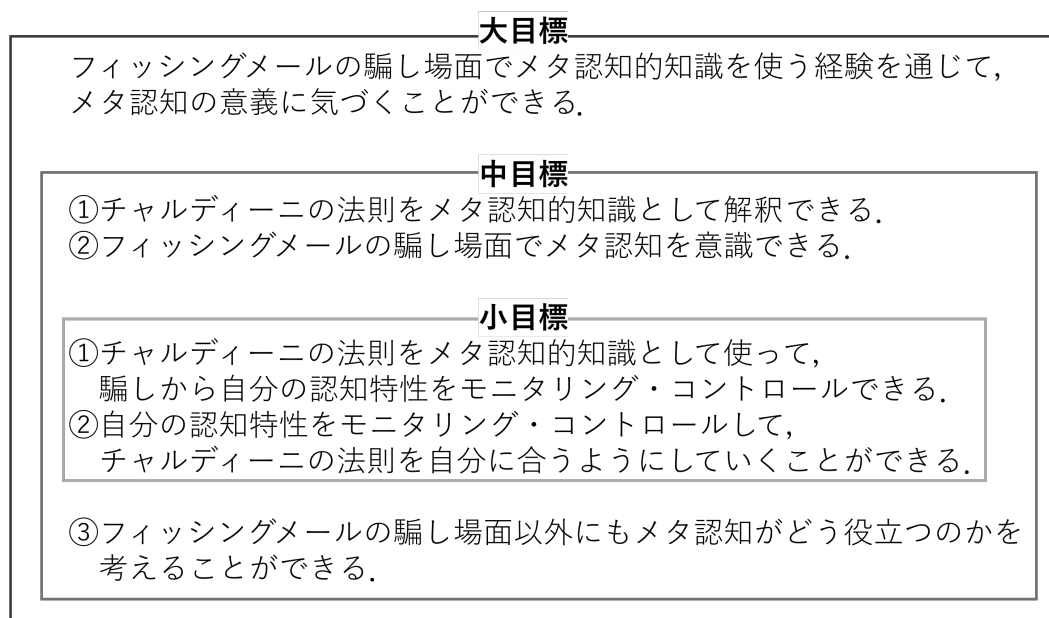 大目標
フィッシングメールの騙し場面でメタ認知的知識を使う経験を通じて，
メタ認知の意義に気づくことができる．
中目標
①チャルディーニの法則をメタ認知的知識として解釈できる．
②フィッシングメールの騙し場面でメタ認知を意識できる．
小目標
①チャルディーニの法則をメタ認知的知識として使って，
騙しから自分の認知特性をモニタリング・コントロールできる．
②自分の認知特性をモニタリング・コントロールして，
チャルディーニの法則を自分に合うようにしていくことができる．
③フィッシングメールの騙し場面以外にもメタ認知がどう役立つのかを
考えることができる．